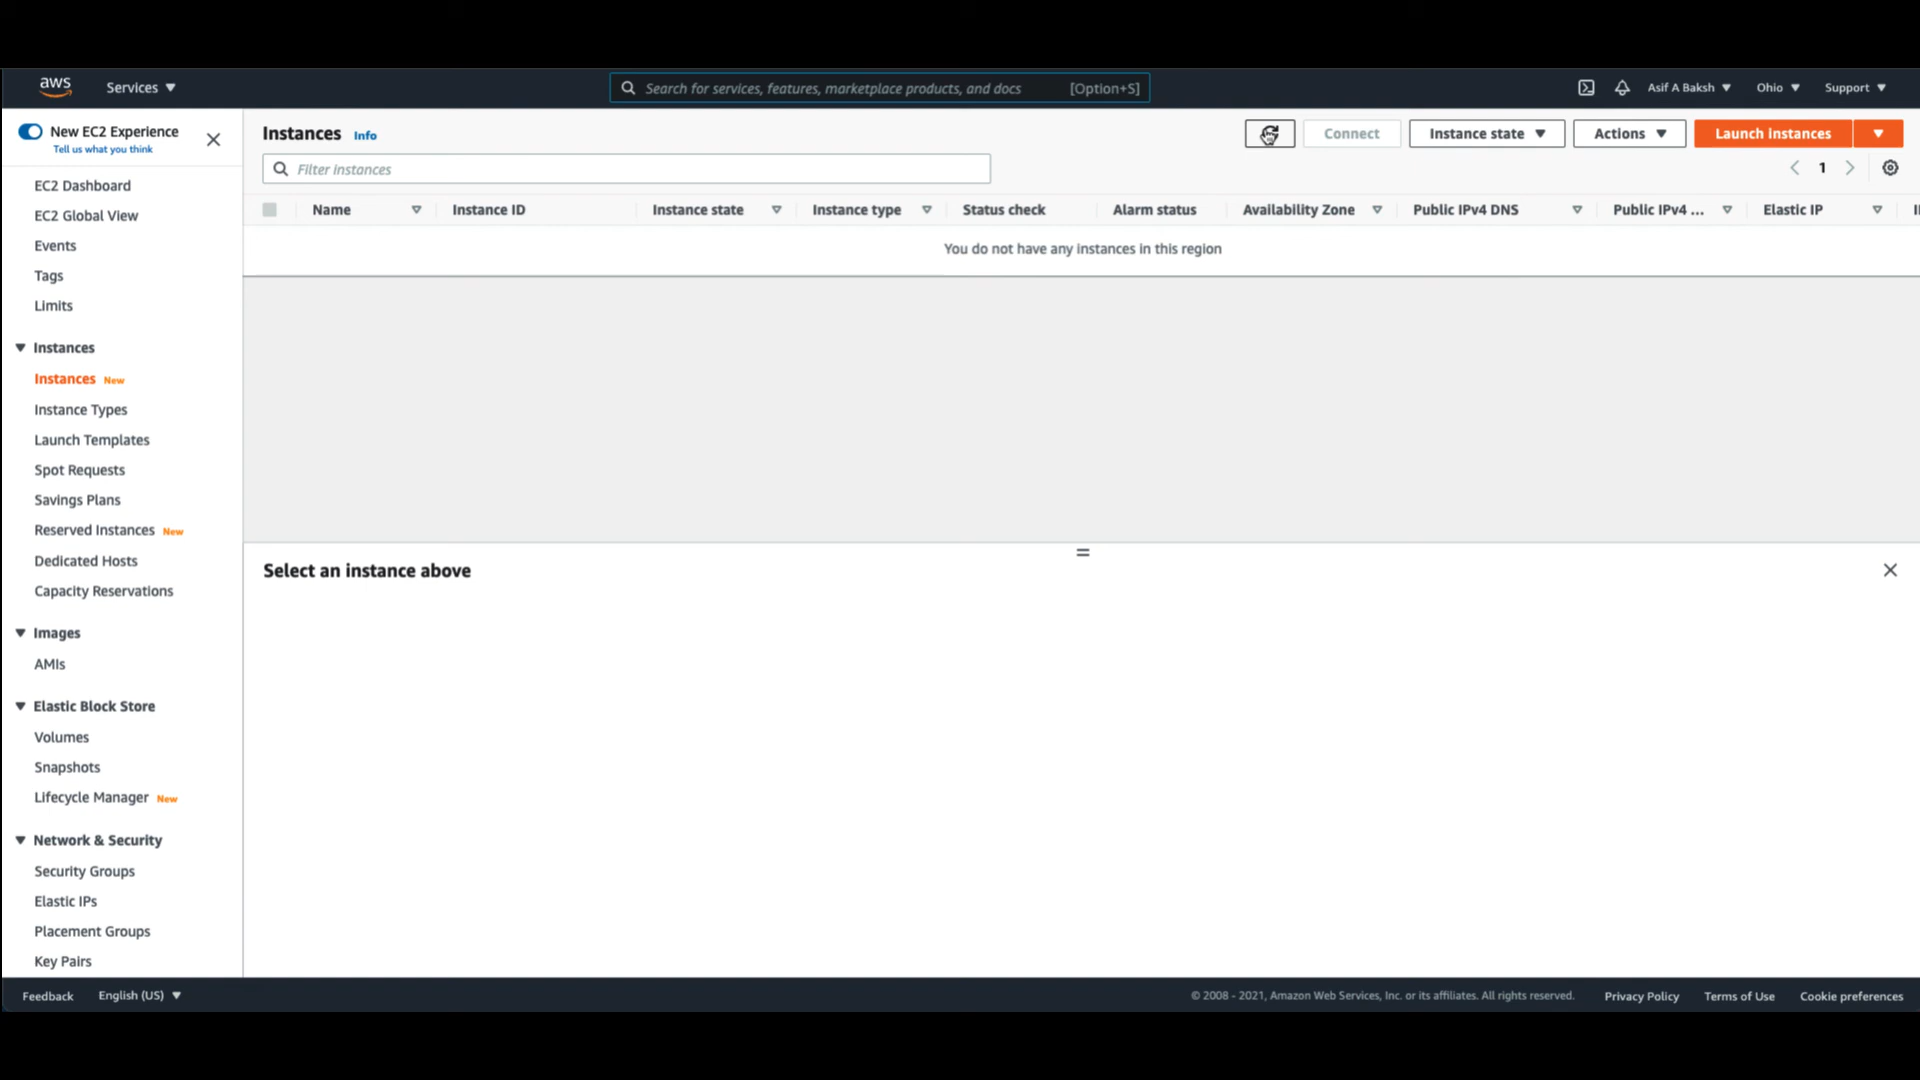 aws Services Search for services, features, marketplace products, and docs [Option+S] Asif A Baksh Ohio Support
New EC2 Experience
Tell us what you think
EC2 Dashboard
EC2 Global View
Events
Tags
Limits
Instances
Instances New
Instance Types
Launch Templates
Spot Requests
Savings Plans
Reserved Instances New
Dedicated Hosts
Capacity Reservations
Images
AMIs
Elastic Block Store
Volumes
Snapshots
Lifecycle Manager New
Network & Security
Security Groups
Elastic IPs
Placement Groups
Key Pairs
Instances Info Connect Instance state Actions Launch instances
Filter instances 1
Name Instance ID Instance state Instance type Status check Alarm status Availability Zone Public IPv4 DNS Public IPv4 ... Elastic IP
You do not have any instances in this region
Select an instance above
Feedback English (US) © 2008 - 2021, Amazon Web Services, Inc. or its affiliates. All rights reserved. Privacy Policy Terms of Use Cookie preferences